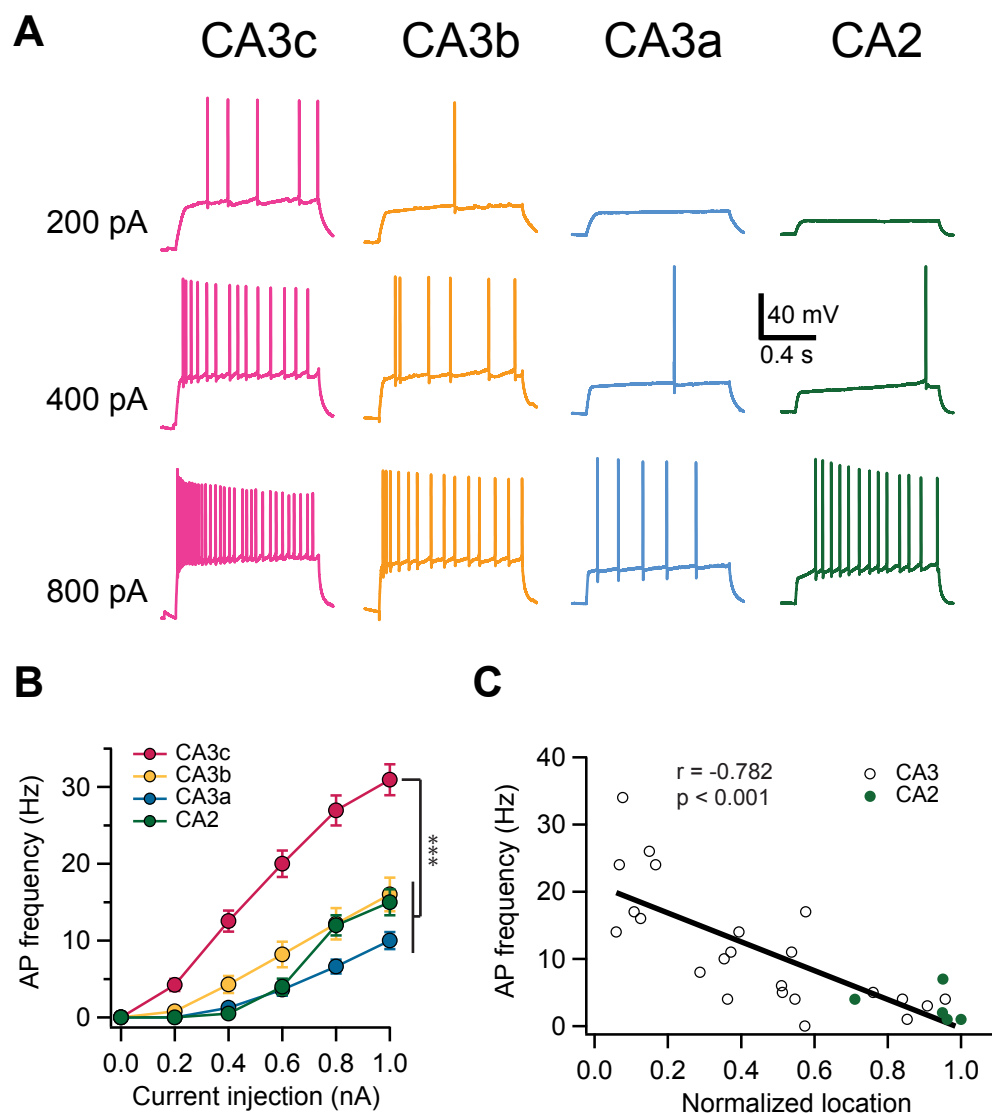 A
CA3c CA3b CA3a CA2
200 pA
400 pA
40 mV
0.4 s
800 pA
B
CA3c
CA3b
CA3a
CA2
***
AP frequency (Hz)
30
20
10
0
0.0 0.2 0.4 0.6 0.8 1.0
Current injection (nA)
C
r = -0.782
p < 0.001
CA3
CA2
AP frequency (Hz)
40
30
20
10
0
0.0 0.2 0.4 0.6 0.8 1.0
Normalized location